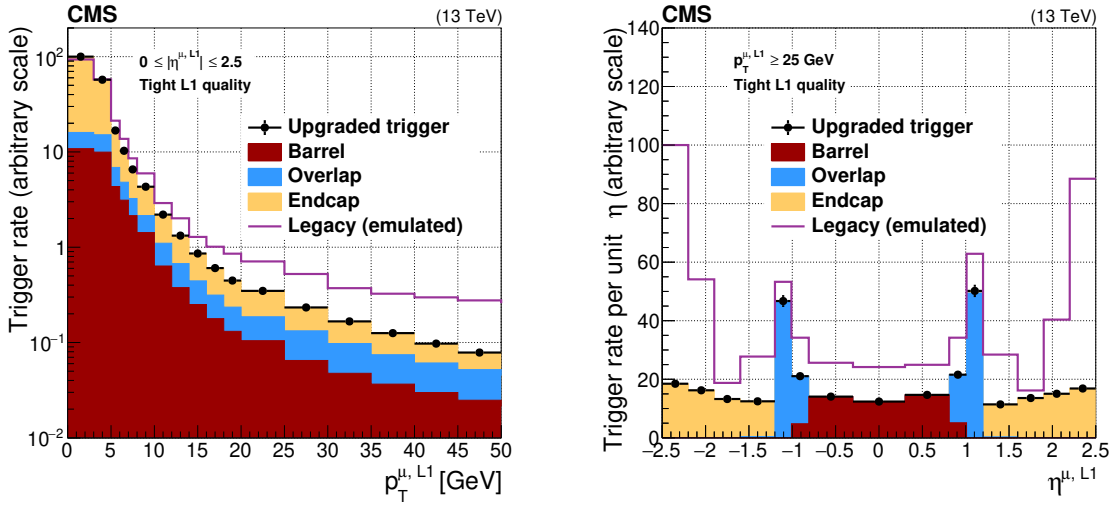 CMS (13 TeV)
Trigger rate (arbitrary scale)
10² 10 1 10⁻¹ 10⁻²
0 ≤ |η^{μ, L1}| ≤ 2.5
Tight L1 quality
Upgraded trigger
Barrel
Overlap
Endcap
Legacy (emulated)
0 5 10 15 20 25 30 35 40 45 50
p_T^{μ, L1} [GeV]
CMS (13 TeV)
Trigger rate per unit η (arbitrary scale)
140 120 100 80 60 40 20 0
p_T^{μ, L1} ≥ 25 GeV
Tight L1 quality
Upgraded trigger
Barrel
Overlap
Endcap
Legacy (emulated)
−2.5 −2 −1.5 −1 −0.5 0 0.5 1 1.5 2 2.5
η^{μ, L1}